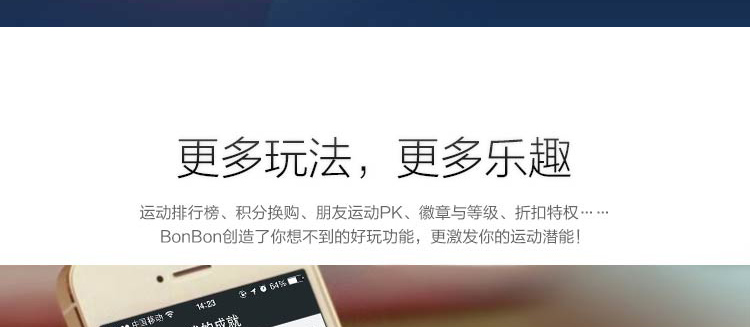 更多玩法，更多乐趣
运动排行榜、积分换购、朋友运动PK、徽章与等级、折扣特权……
BonBon创造了你想不到的好玩功能，更激发你的运动潜能！
中国移动 14:23 64%
的成就